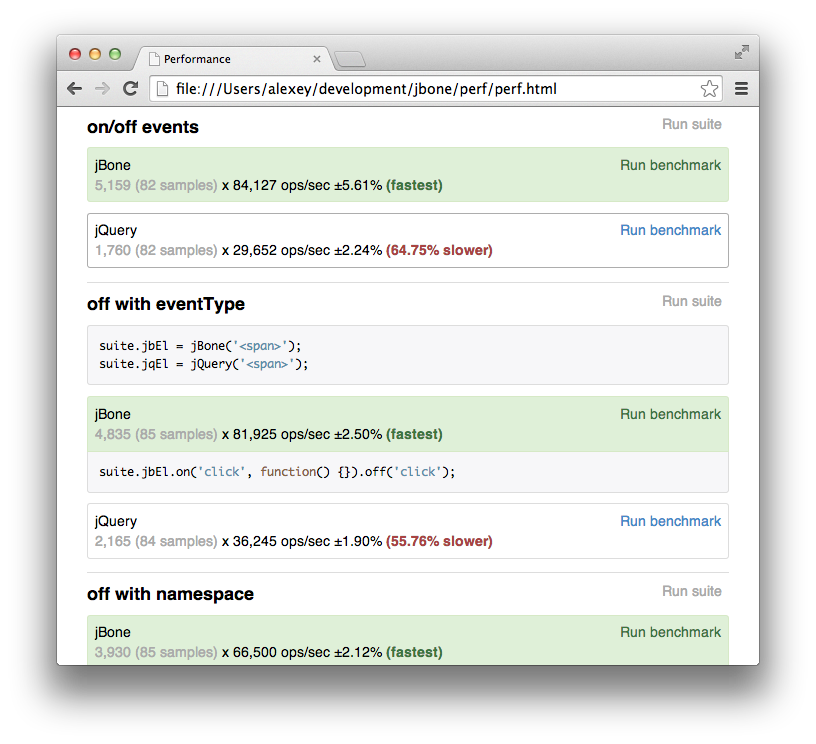 Performance
file:///Users/alexey/development/jbone/perf/perf.html
on/off events Run suite
jBone Run benchmark
5,159 (82 samples) x 84,127 ops/sec ±5.61% (fastest)
jQuery Run benchmark
1,760 (82 samples) x 29,652 ops/sec ±2.24% (64.75% slower)
off with eventType Run suite
suite.jbEl = jBone('<span>');
suite.jqEl = jQuery('<span>');
jBone Run benchmark
4,835 (85 samples) x 81,925 ops/sec ±2.50% (fastest)
suite.jbEl.on('click', function() {}).off('click');
jQuery Run benchmark
2,165 (84 samples) x 36,245 ops/sec ±1.90% (55.76% slower)
off with namespace Run suite
jBone Run benchmark
3,930 (85 samples) x 66,500 ops/sec ±2.12% (fastest)